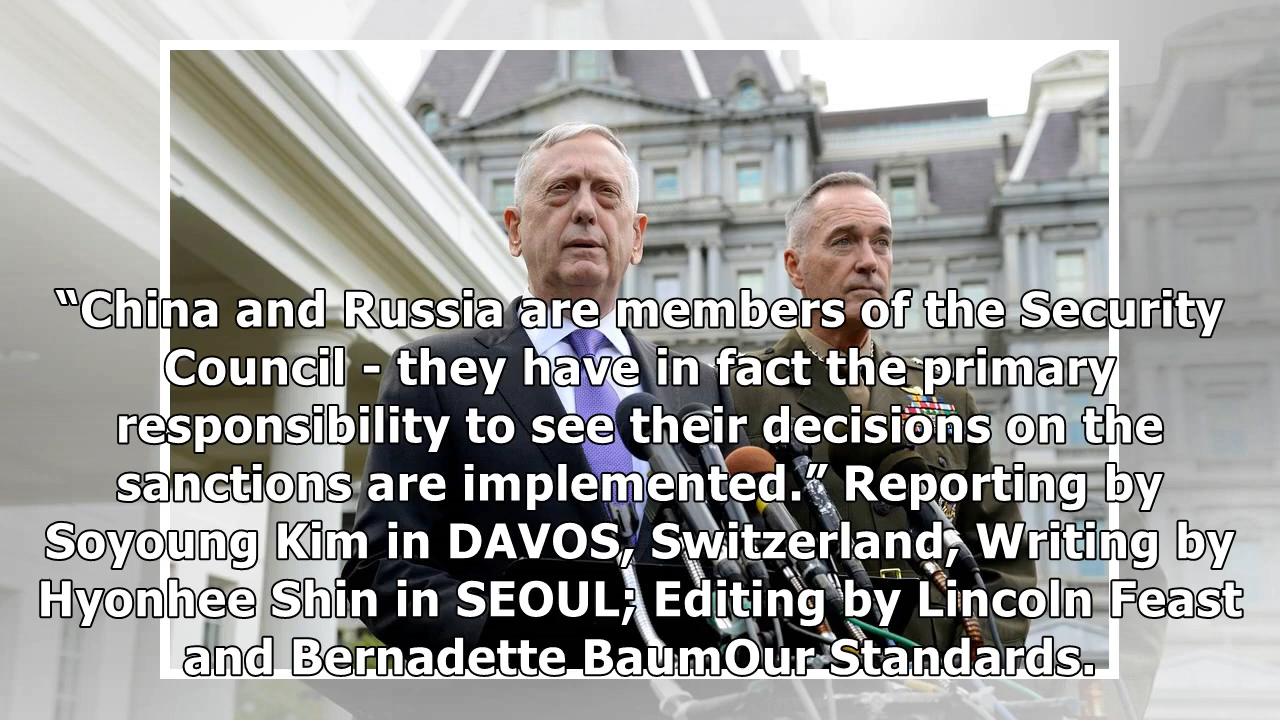 “China and Russia are members of the Security
Council - they have in fact the primary
responsibility to see their decisions on the
sanctions are implemented.” Reporting by
Soyoung Kim in DAVOS, Switzerland, Writing by
Hyonhee Shin in SEOUL; Editing by Lincoln Feast
and Bernadette BaumOur Standards.